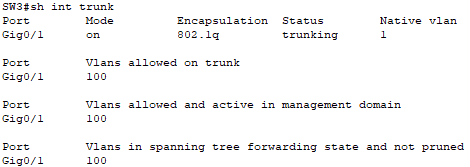 SW3#sh int trunk
Port        Mode         Encapsulation  Status        Native vlan
Gig0/1      on           802.1q         trunking      1
Port        Vlans allowed on trunk
Gig0/1      100
Port        Vlans allowed and active in management domain
Gig0/1      100
Port        Vlans in spanning tree forwarding state and not pruned
Gig0/1      100